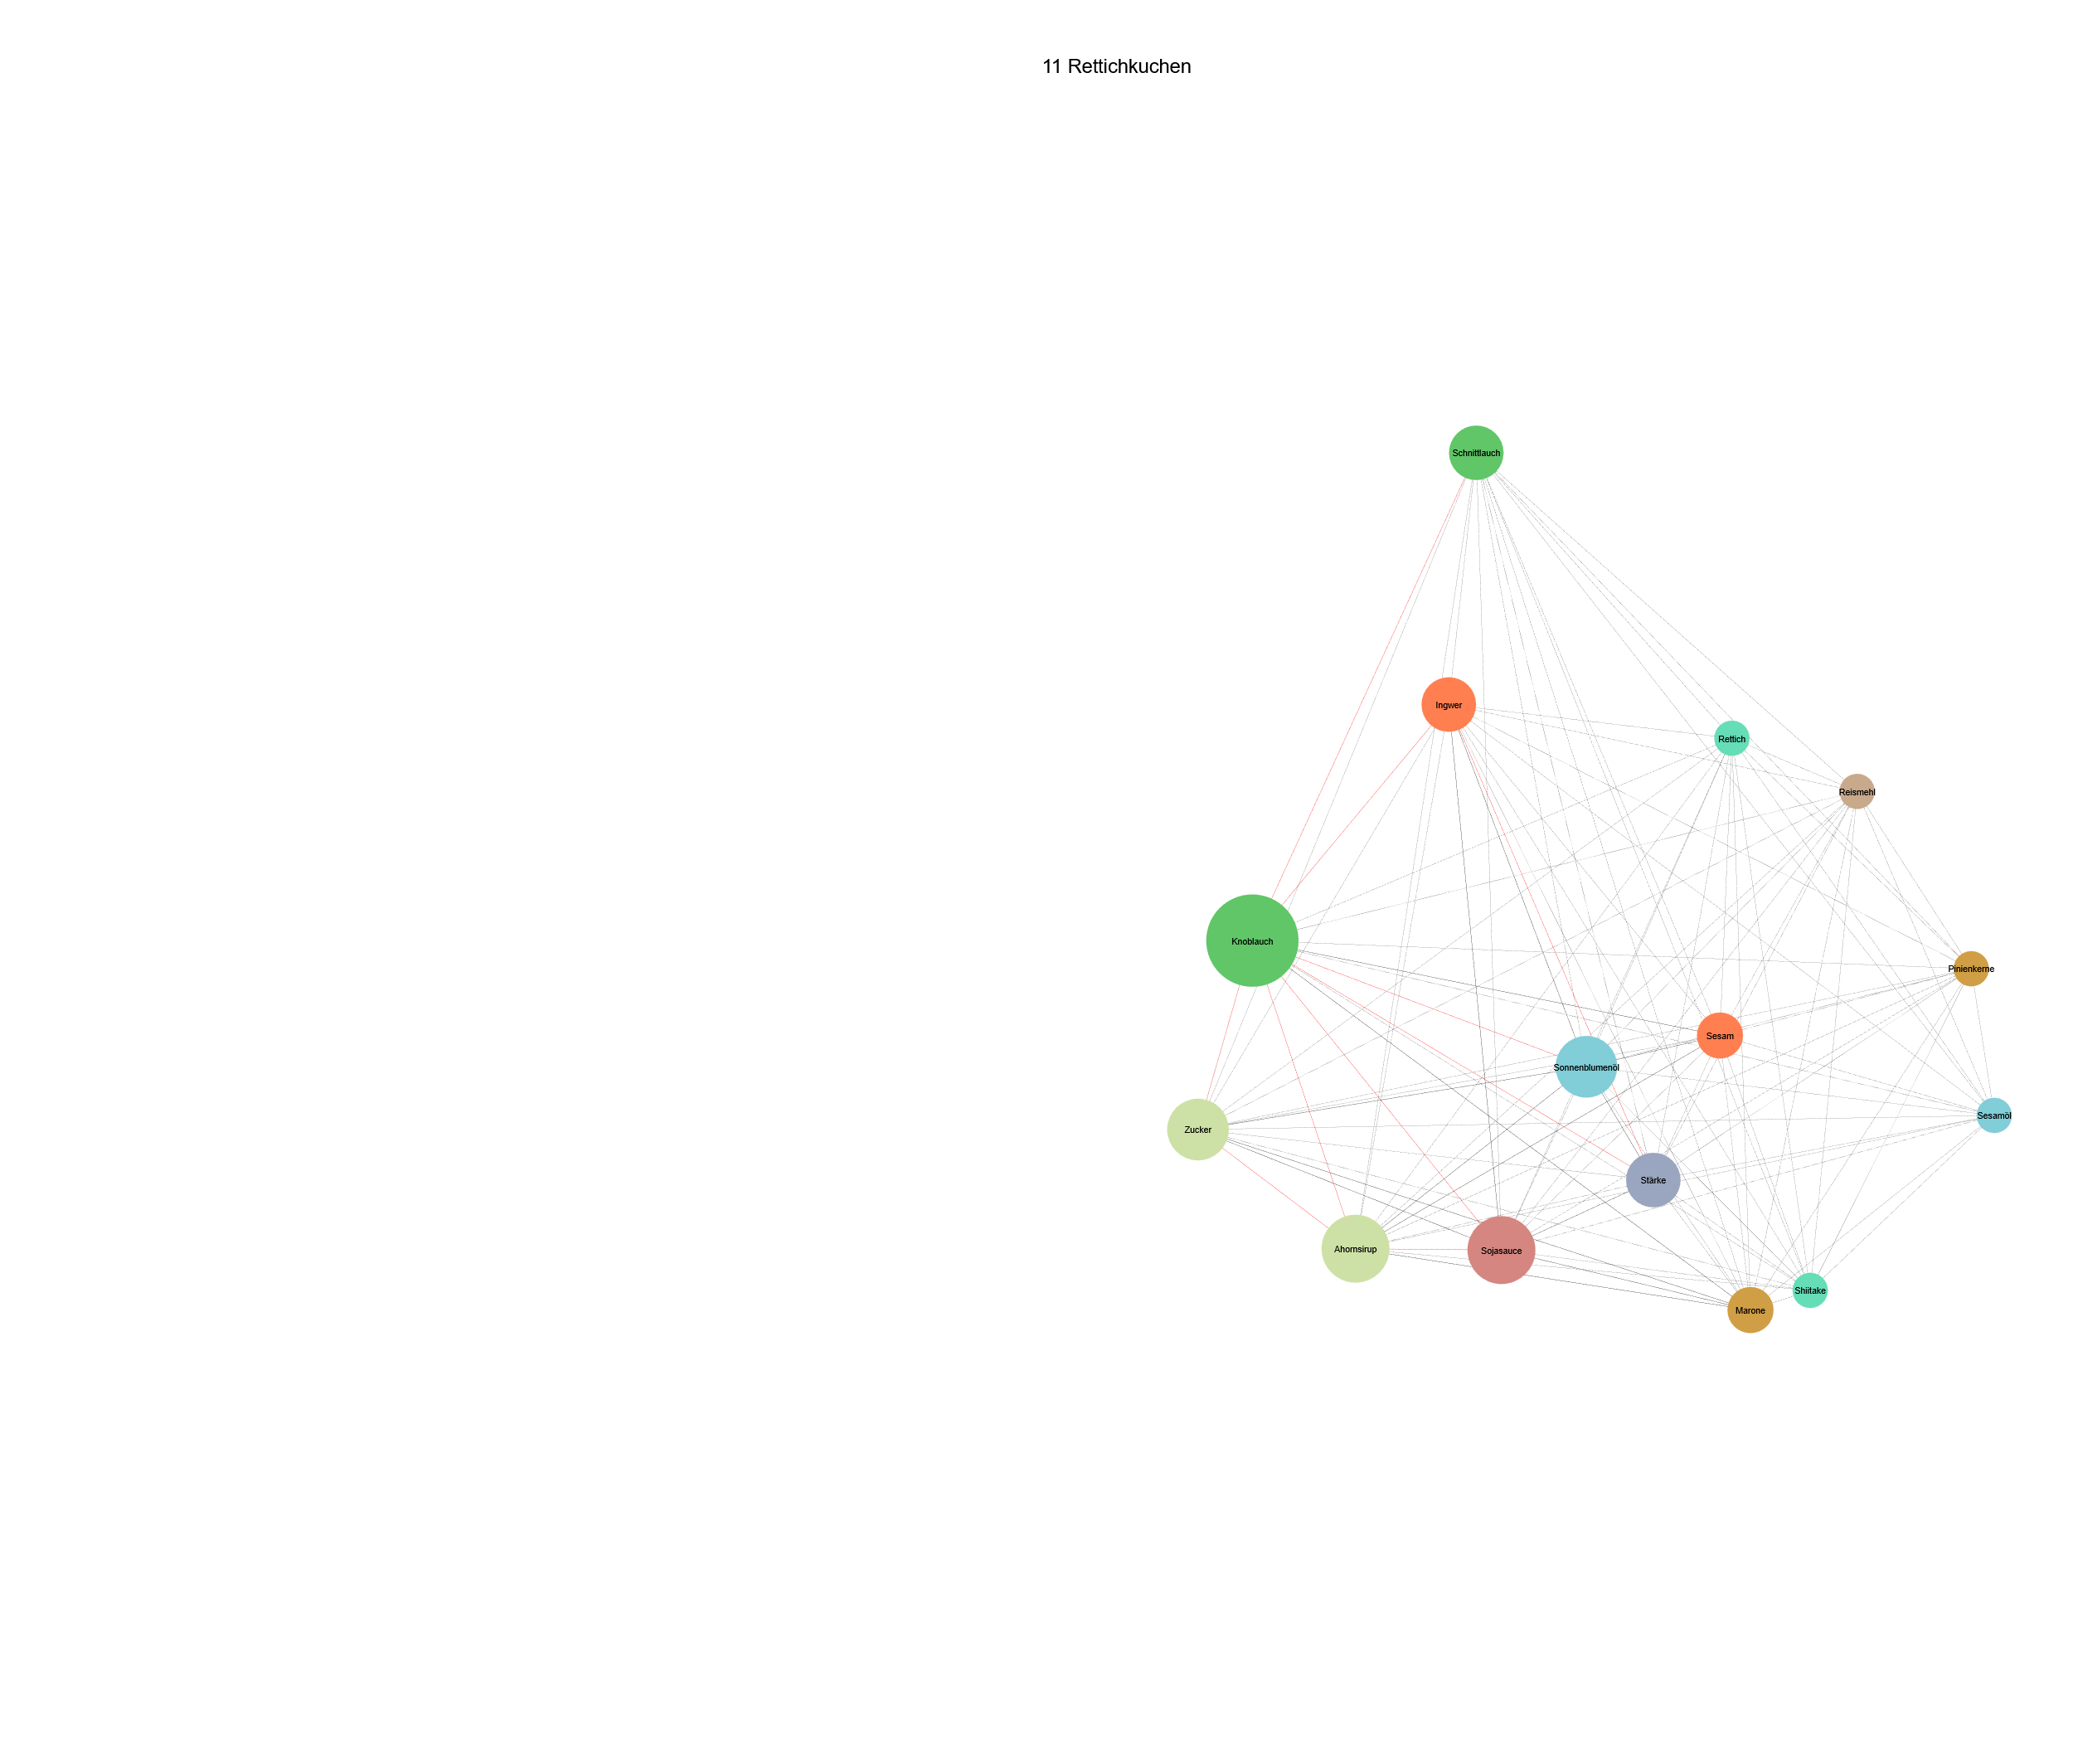 11 Rettichkuchen
Schnittlauch
Ingwer
Rettich
Reismehl
Knoblauch
Pinienkerne
Sesam
Sonnenblumenöl
Sesamöl
Zucker
Stärke
Ahornsirup
Sojasauce
Shiitake
Marone